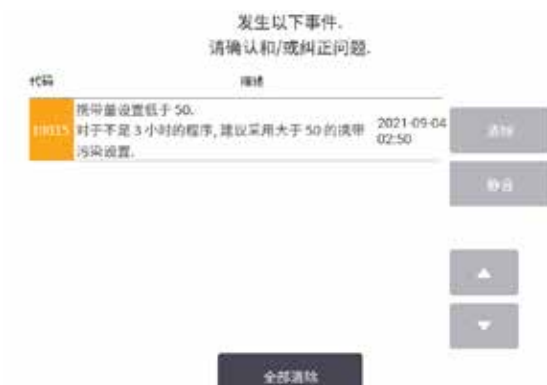 发生以下事件.
请确认和/或纠正问题.
代码 描述
携带量设置低于 50.
10015 对于不足 3 小时的程序, 建议采用大于 50 的携带 2021-09-04
污染设置. 02:50
清除
静音
全部清除